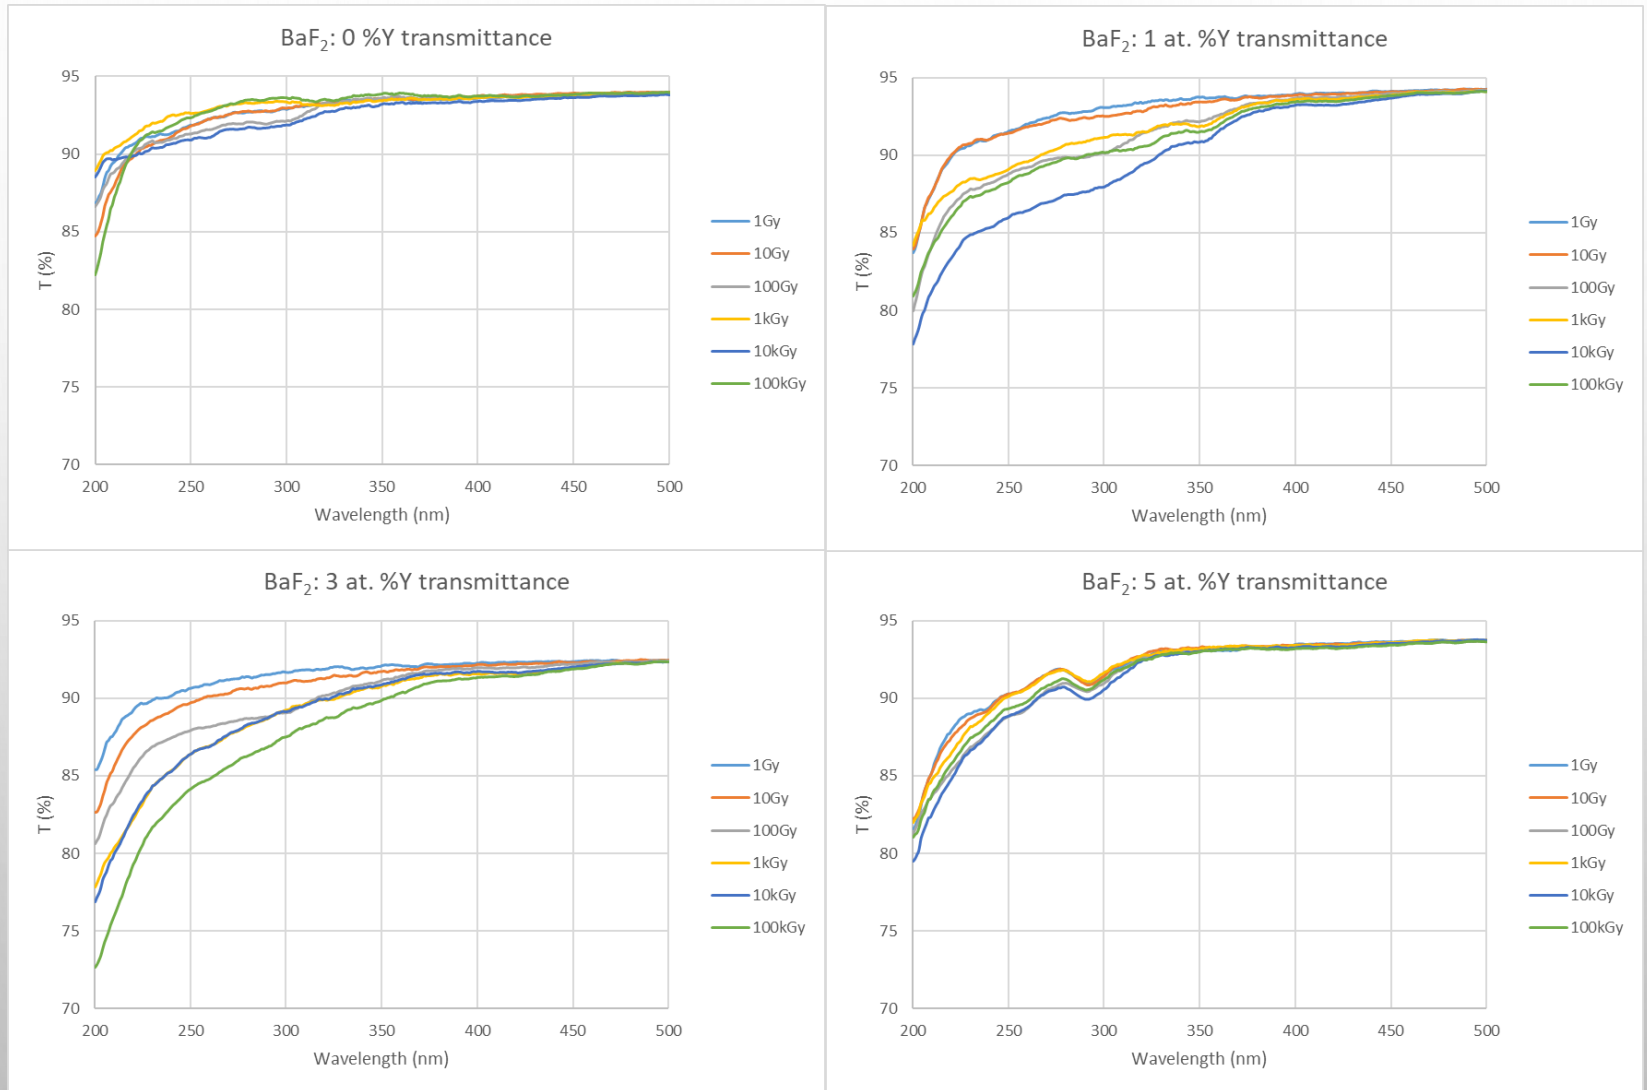 BaF₂: 0 %Y transmittance
95
90
85
80
75
70
T (%)
200 250 300 350 400 450 500
Wavelength (nm)
1Gy
10Gy
100Gy
1kGy
10kGy
100kGy
BaF₂: 1 at. %Y transmittance
95
90
85
80
75
70
T (%)
200 250 300 350 400 450 500
Wavelength (nm)
1Gy
10Gy
100Gy
1kGy
10kGy
100kGy
BaF₂: 3 at. %Y transmittance
95
90
85
80
75
70
T (%)
200 250 300 350 400 450 500
Wavelength (nm)
1Gy
10Gy
100Gy
1kGy
10kGy
100kGy
BaF₂: 5 at. %Y transmittance
95
90
85
80
75
70
T (%)
200 250 300 350 400 450 500
Wavelength (nm)
1Gy
10Gy
100Gy
1kGy
10kGy
100kGy